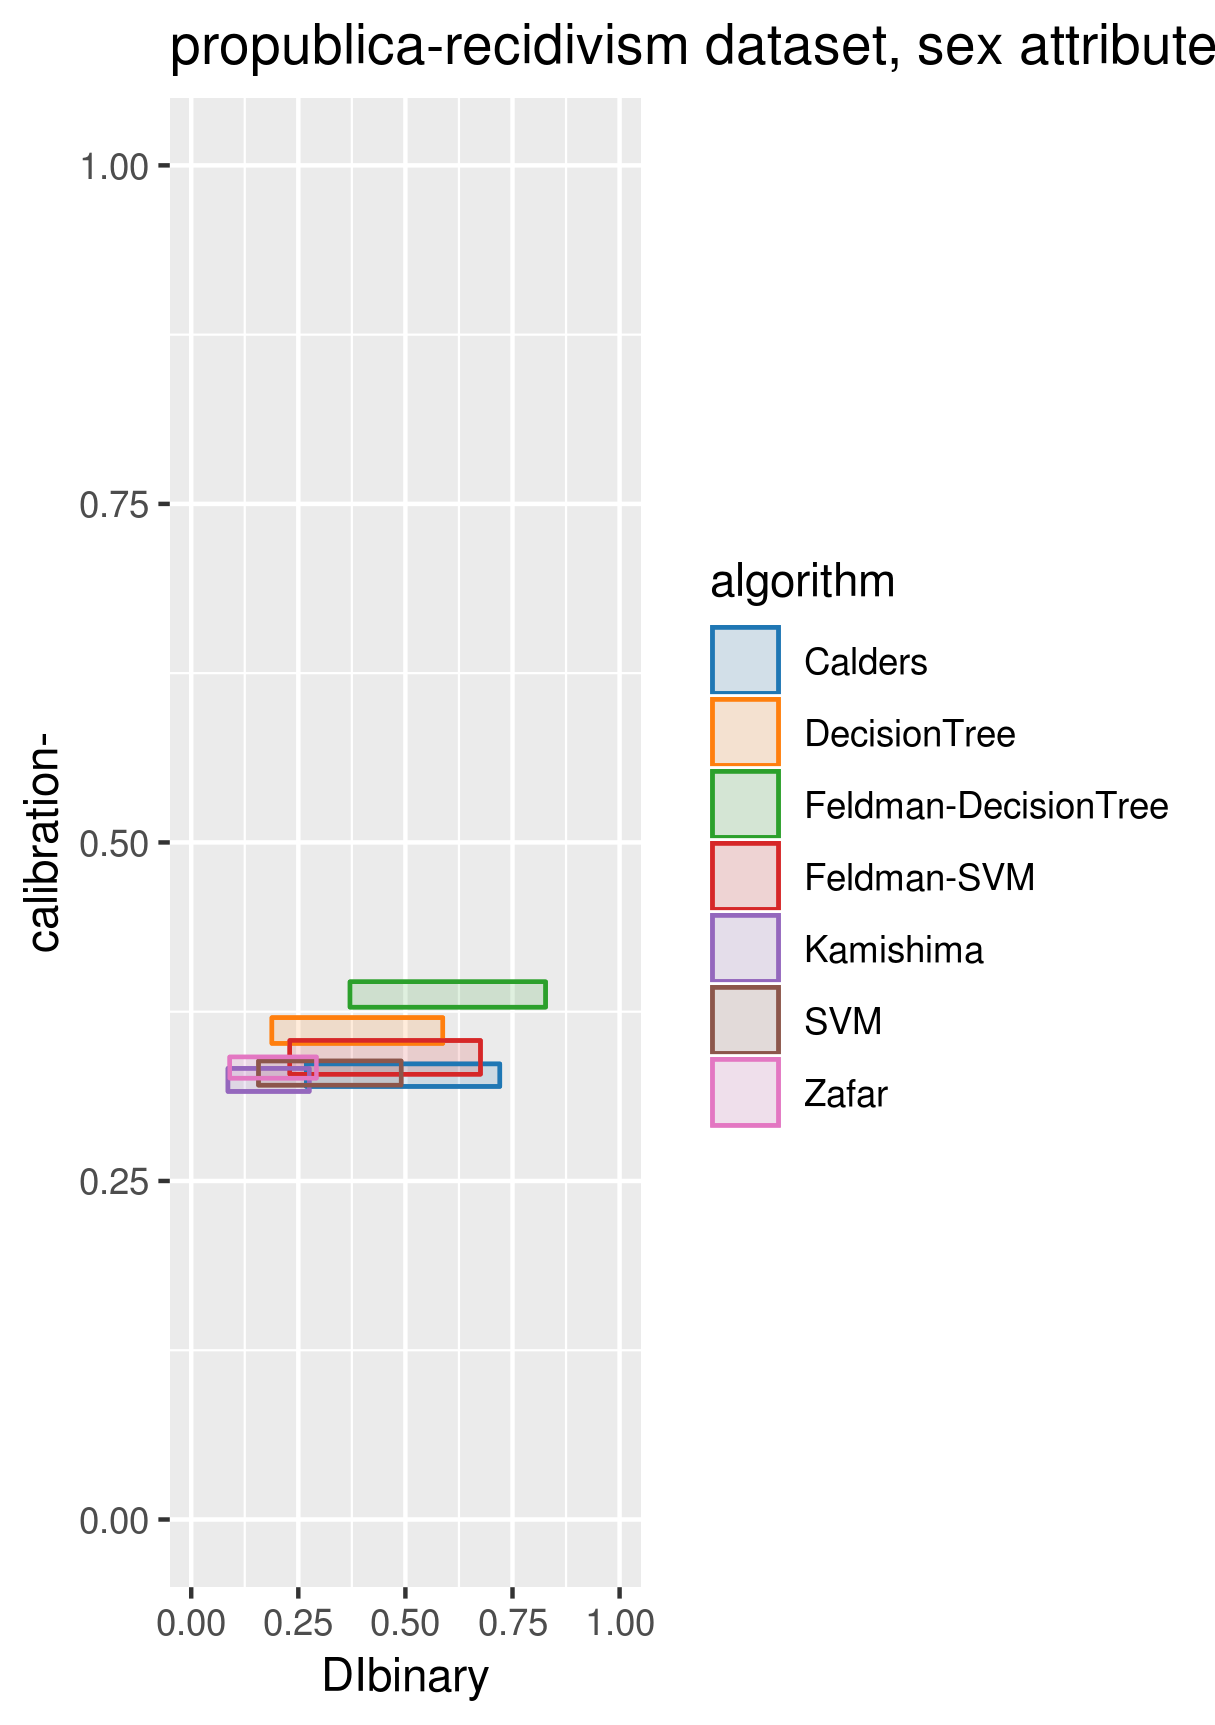 propublica-recidivism dataset, sex attribute
1.00
0.75
0.50
0.25
0.00
calibration-
0.00 0.25 0.50 0.75 1.00
DIbinary
algorithm
Calders
DecisionTree
Feldman-DecisionTree
Feldman-SVM
Kamishima
SVM
Zafar